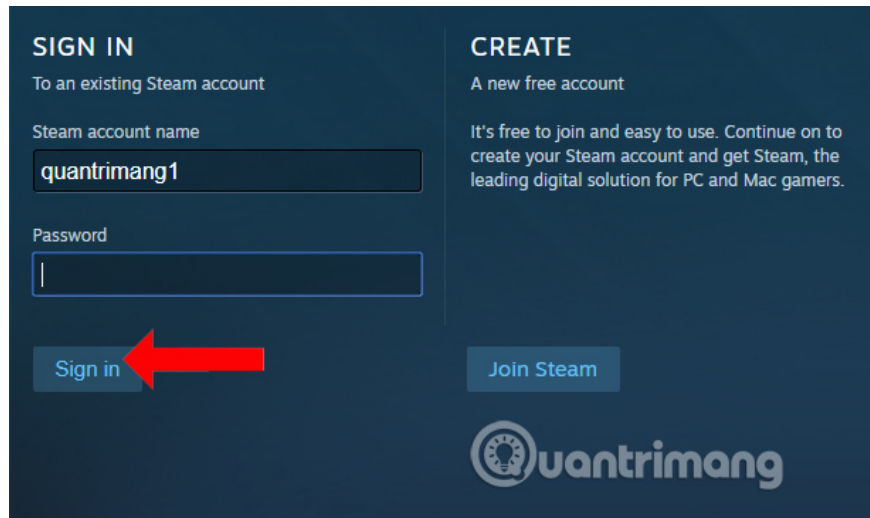 SIGN IN
To an existing Steam account
Steam account name
quantrimang1
Password
Sign in
CREATE
A new free account
It's free to join and easy to use. Continue on to
create your Steam account and get Steam, the
leading digital solution for PC and Mac gamers.
Join Steam
Quantrimang